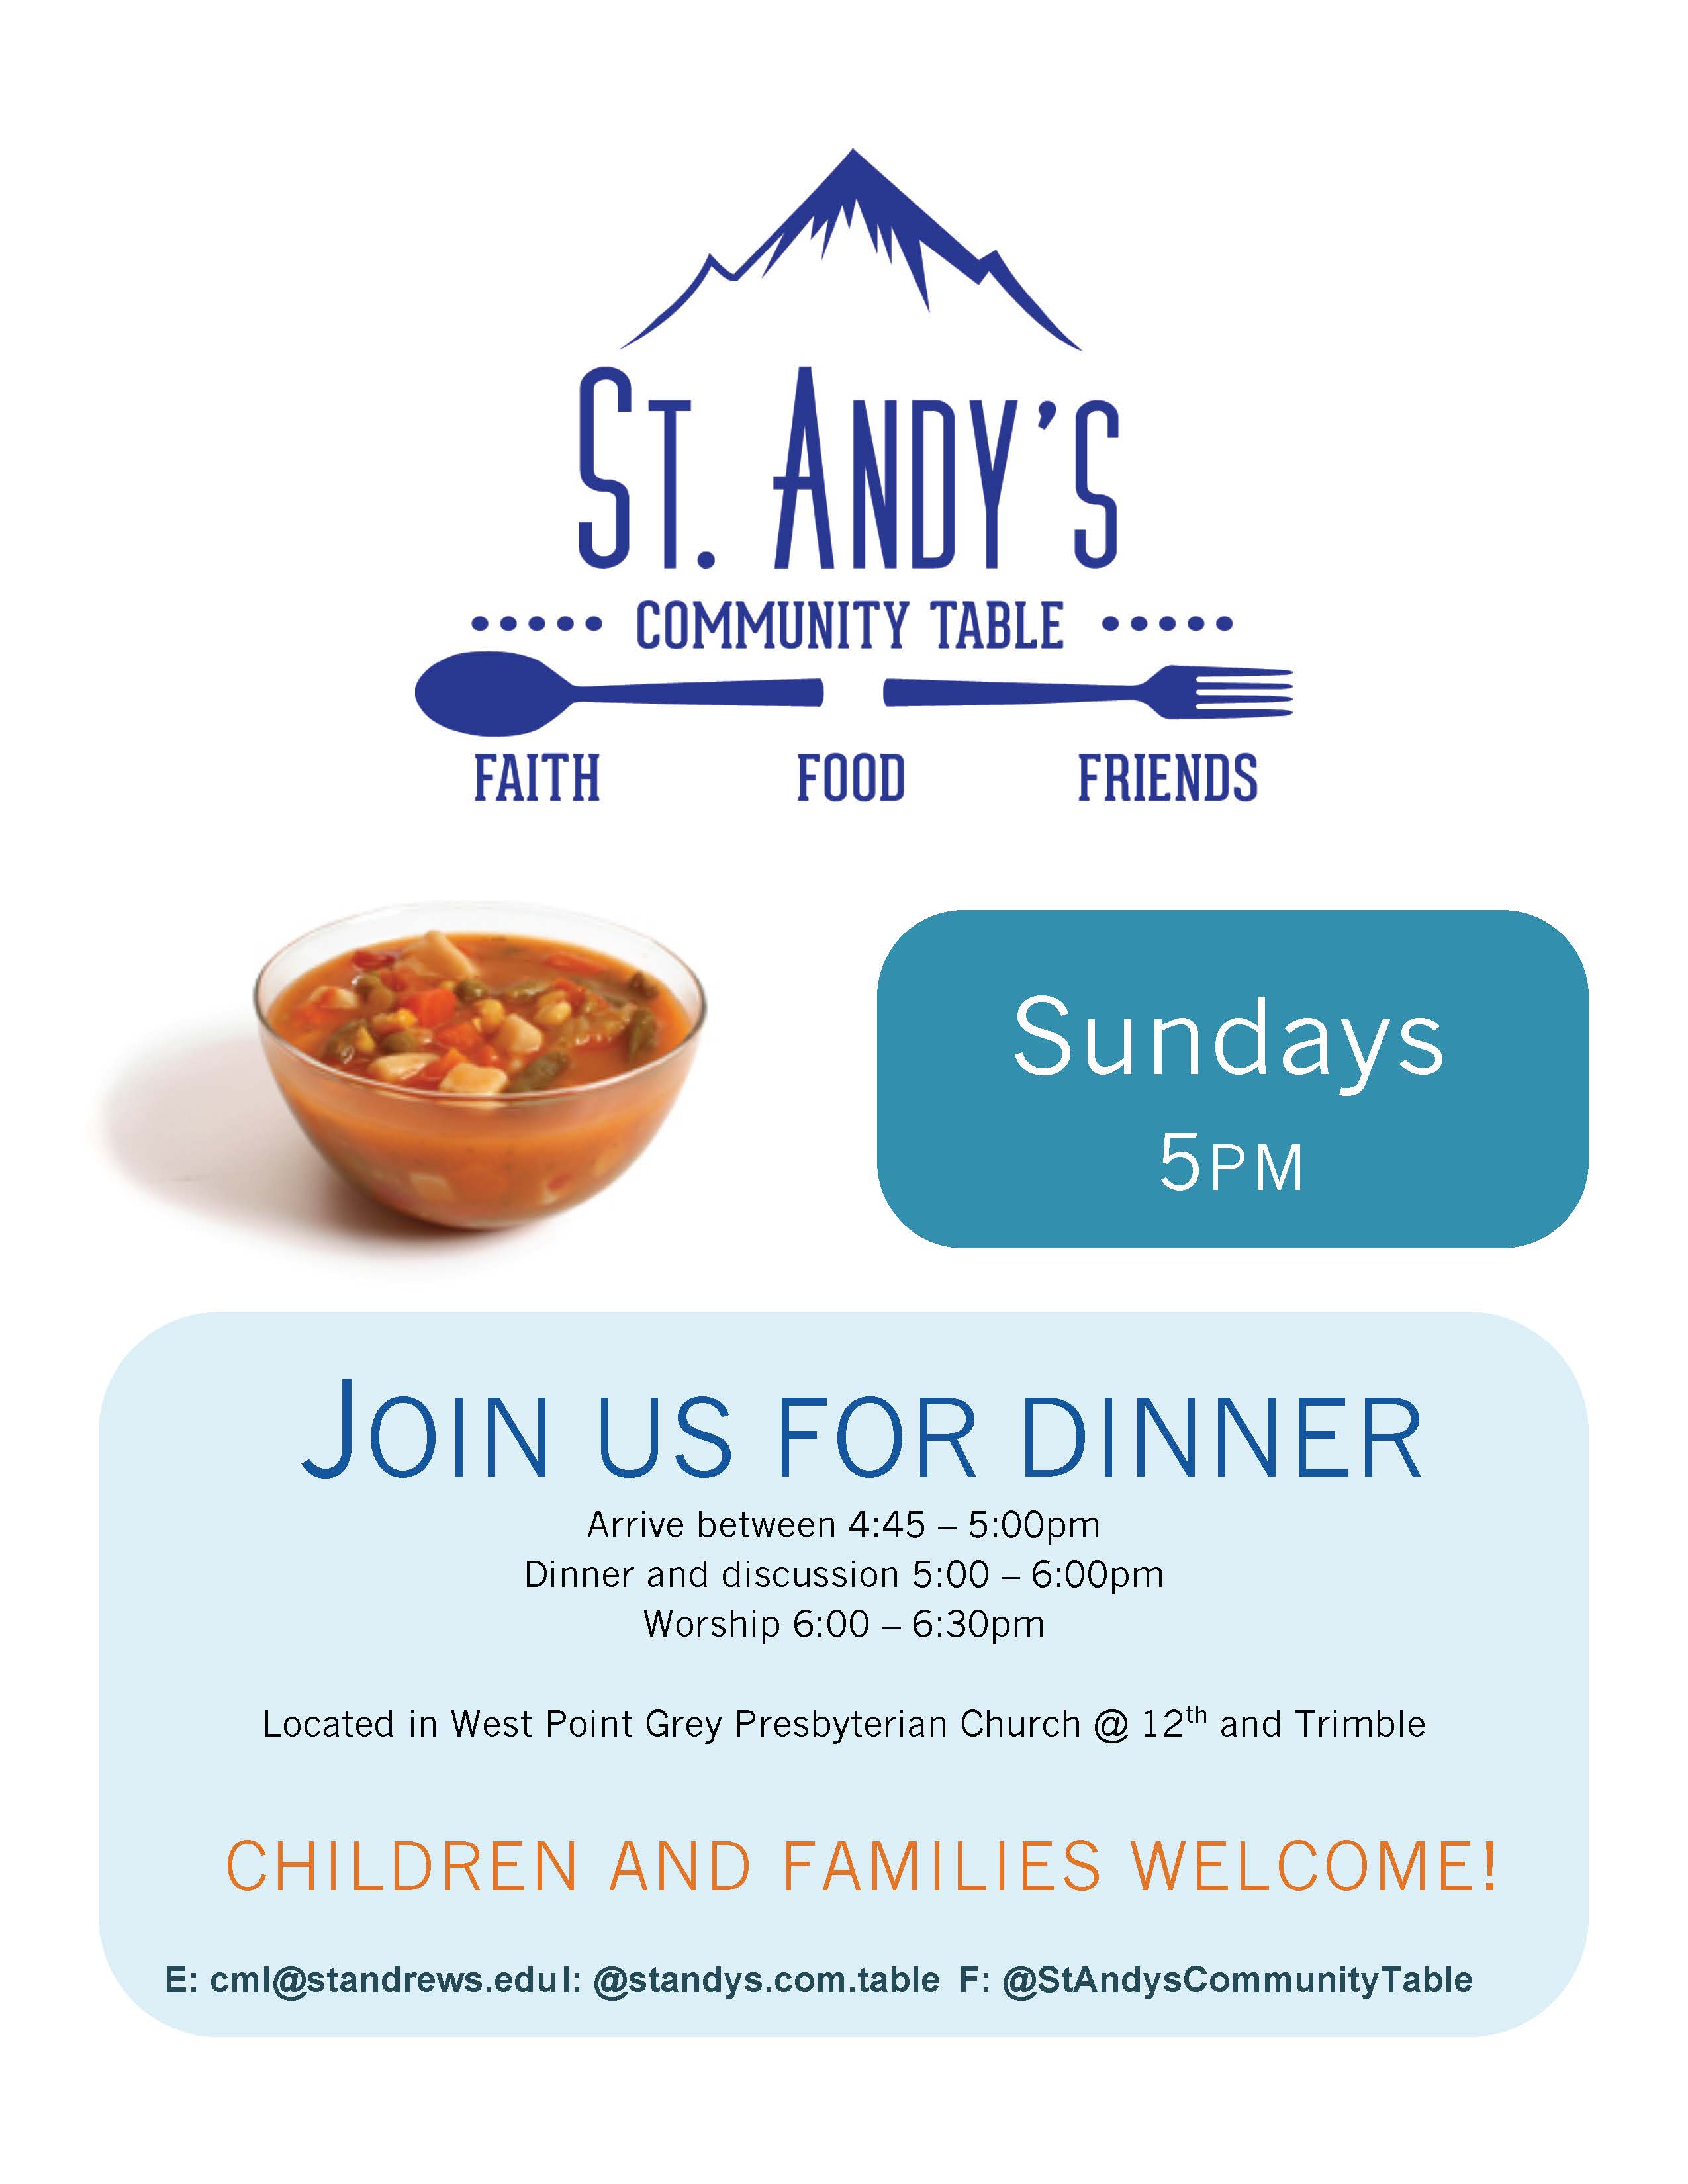 ST. ANDY'S
COMMUNITY TABLE
FAITH FOOD FRIENDS
Sundays
5PM
JOIN US FOR DINNER
Arrive between 4:45 – 5:00pm
Dinner and discussion 5:00 – 6:00pm
Worship 6:00 – 6:30pm
Located in West Point Grey Presbyterian Church @ 12th and Trimble
CHILDREN AND FAMILIES WELCOME!
E: cml@standrews.eduI: @standys.com.table F: @StAndysCommunityTable